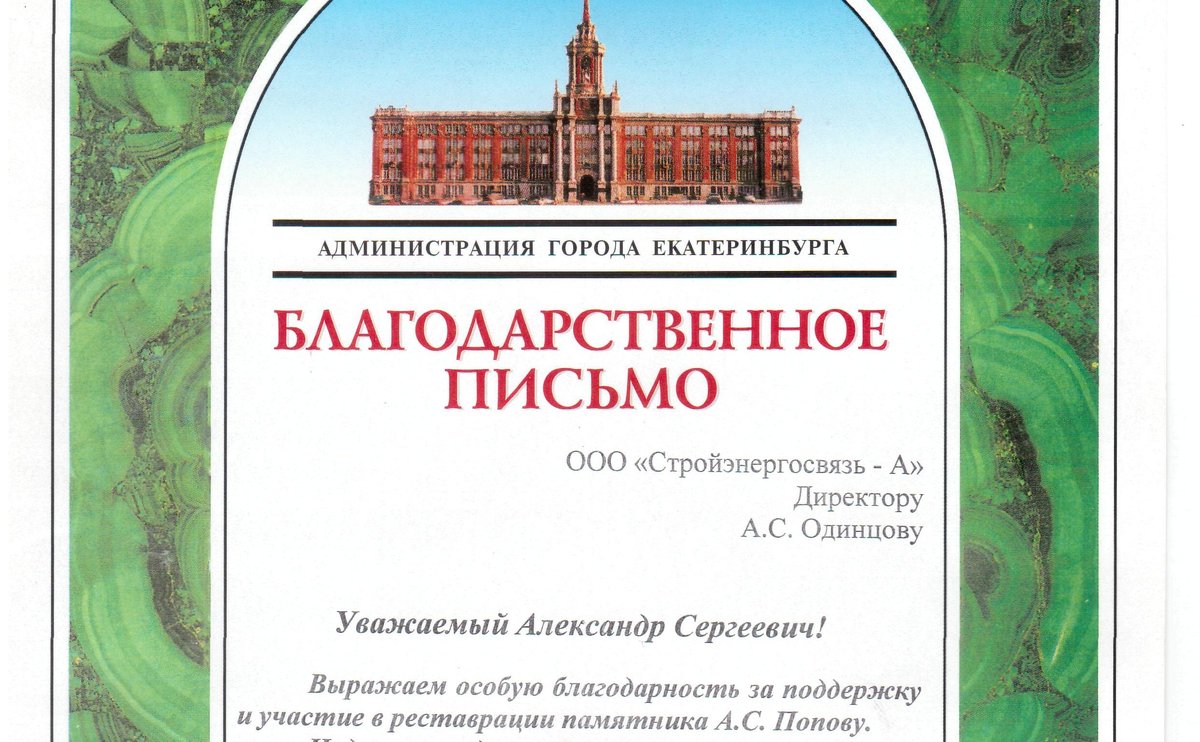 АДМИНИСТРАЦИЯ ГОРОДА ЕКАТЕРИНБУРГА
БЛАГОДАРСТВЕННОЕ
ПИСЬМО
ООО «Стройэнергосвязь - А»
Директору
А.С. Одинцову
Уважаемый Александр Сергеевич!
Выражаем особую благодарность за поддержку
и участие в реставрации памятника А.С. Попову.